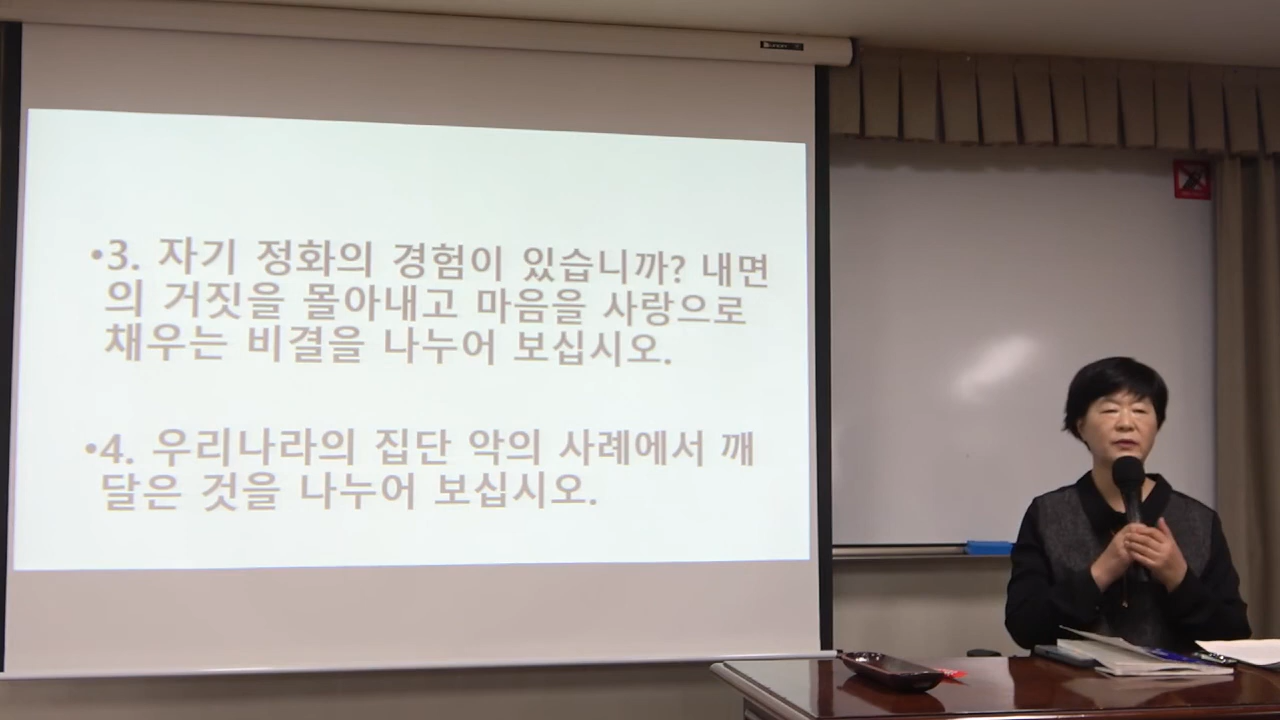 •3. 자기 정화의 경험이 있습니까? 내면
의 거짓을 몰아내고 마음을 사랑으로
채우는 비결을 나누어 보십시오.
•4. 우리나라의 집단 악의 사례에서 깨
달은 것을 나누어 보십시오.